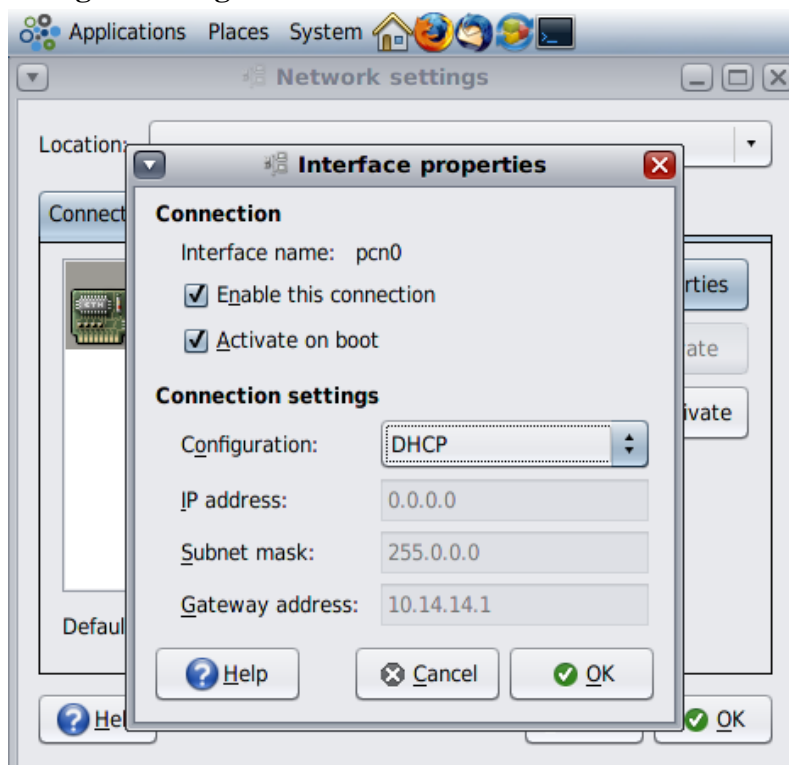 Applications Places System
Network settings
Location:
Interface properties
Connect
Connection
Interface name: pcn0
Enable this connection
Activate on boot
rties
ate
ivate
Connection settings
Configuration: DHCP
IP address: 0.0.0.0
Subnet mask: 255.0.0.0
Gateway address: 10.14.14.1
Defaul
Help Cancel OK
Hel OK